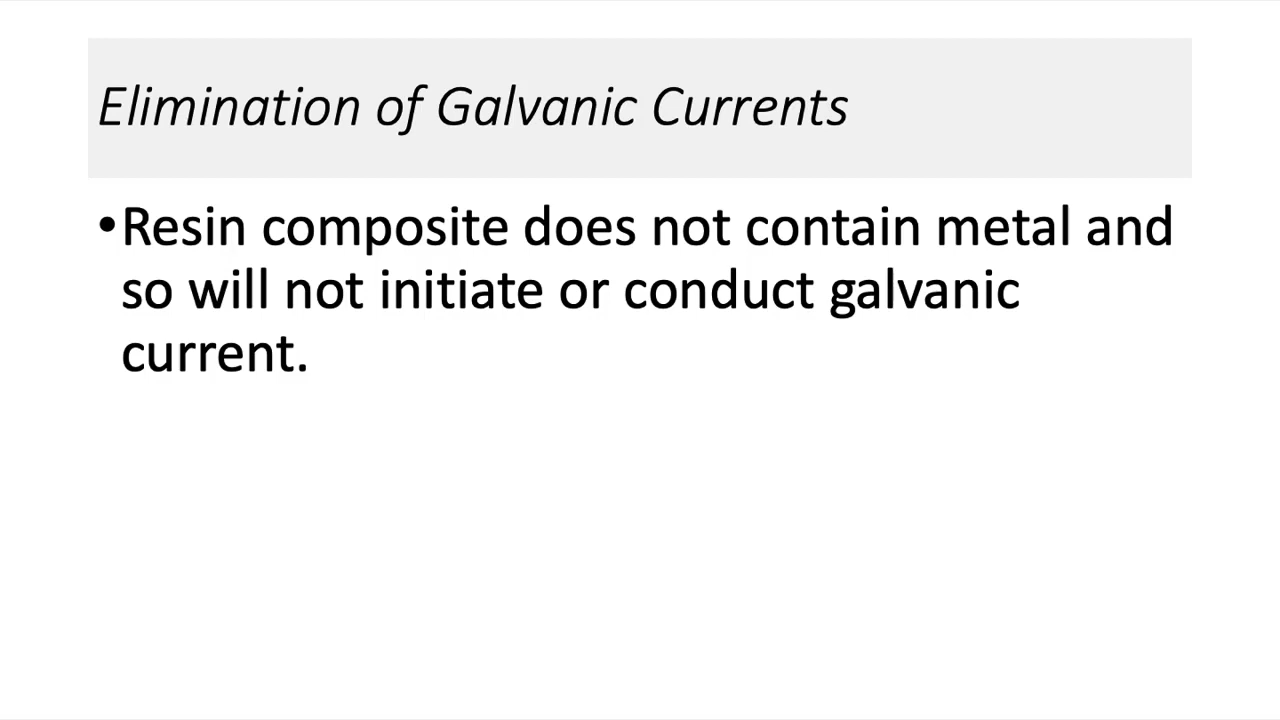 Elimination of Galvanic Currents
•Resin composite does not contain metal and
so will not initiate or conduct galvanic
current.